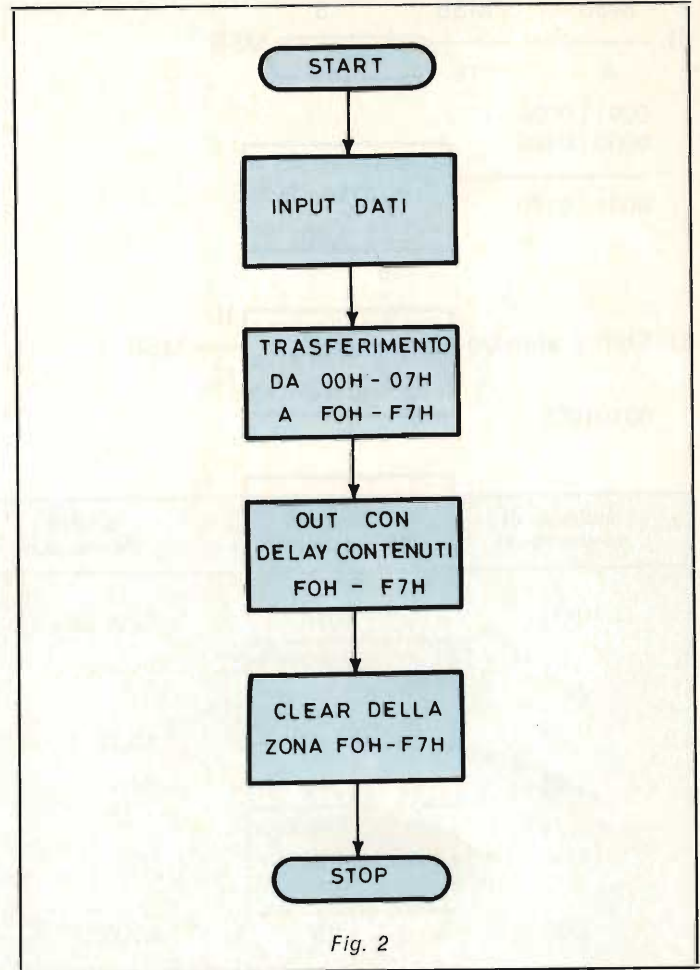 START
INPUT DATI
TRASFERIMENTO
DA 00H - 07H
A F0H - F7H
OUT CON
DELAY CONTENUTI
F0H - F7H
CLEAR DELLA
ZONA F0H-F7H
STOP
Fig. 2